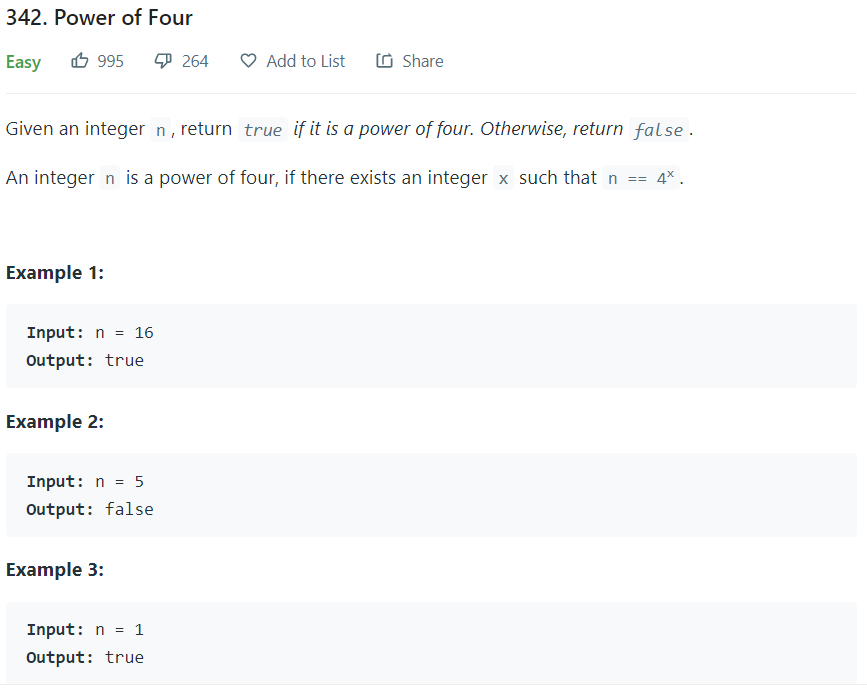 342. Power of Four
Easy 995 264 Add to List Share
Given an integer n, return true if it is a power of four. Otherwise, return false.
An integer n is a power of four, if there exists an integer x such that n == 4ˣ.
Example 1:
Input: n = 16
Output: true
Example 2:
Input: n = 5
Output: false
Example 3:
Input: n = 1
Output: true